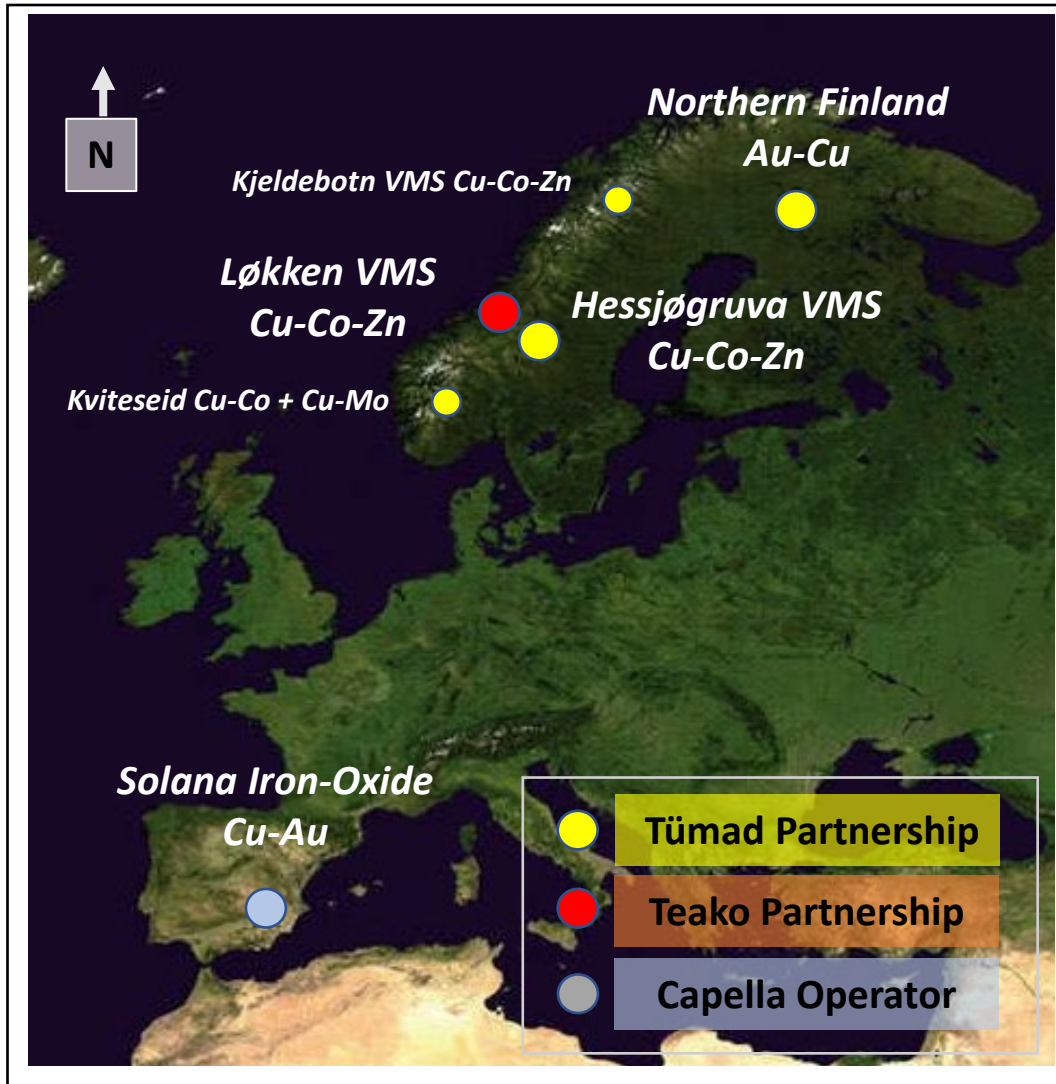 N
Northern Finland
Au-Cu
Kjeldebotn VMS Cu-Co-Zn
Løkken VMS
Cu-Co-Zn
Hessjøgruva VMS
Cu-Co-Zn
Kviteseid Cu-Co + Cu-Mo
Solana Iron-Oxide
Cu-Au
Tümad Partnership
Teako Partnership
Capella Operator